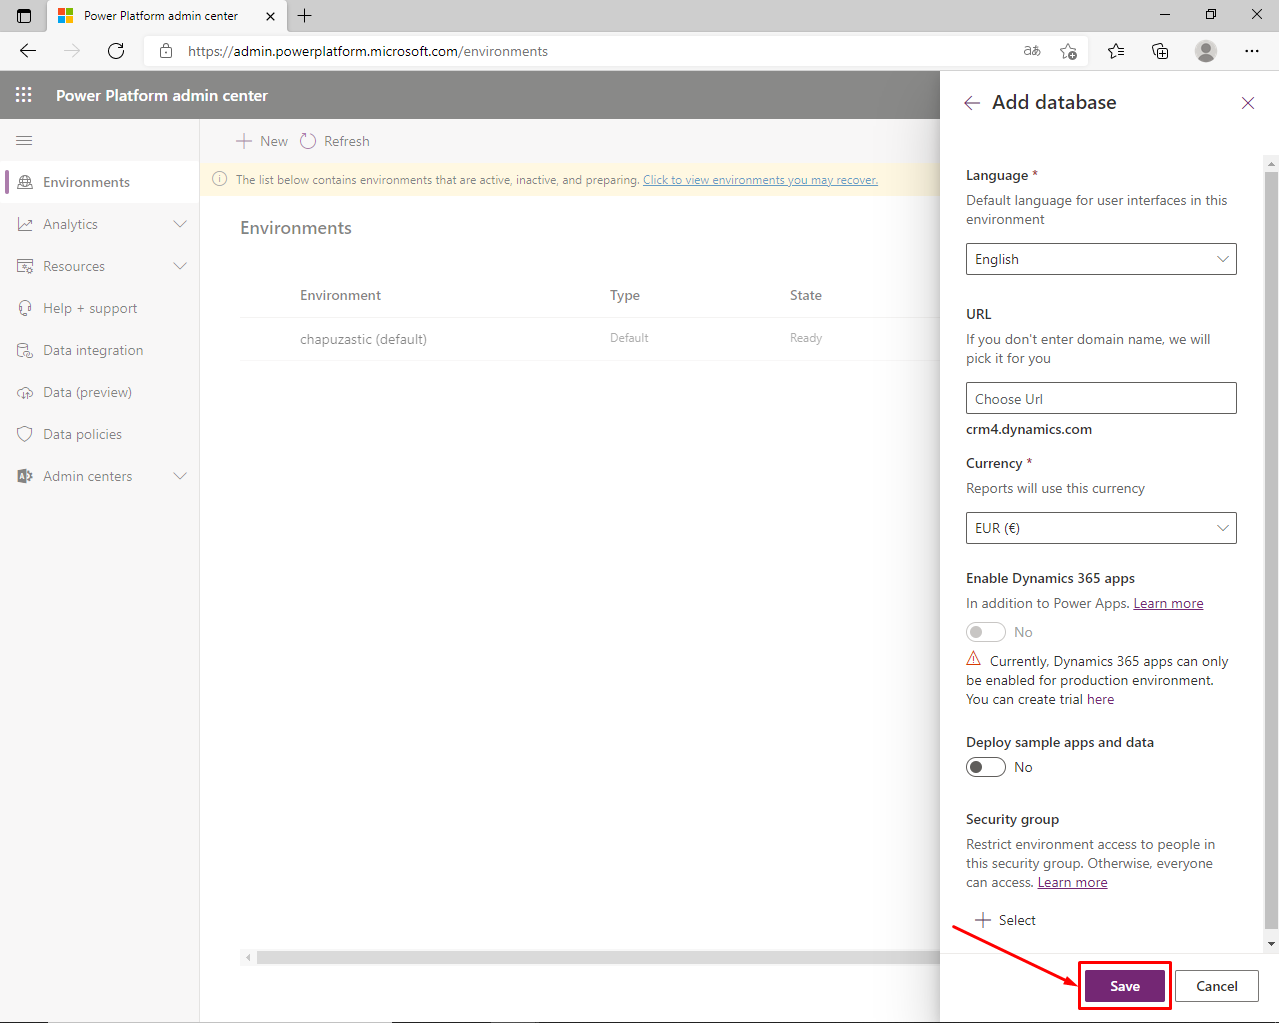 Power Platform admin center
https://admin.powerplatform.microsoft.com/environments
aあ
Power Platform admin center
New
Refresh
Environments
Analytics
Resources
Help + support
Data integration
Data (preview)
Data policies
Admin centers
The list below contains environments that are active, inactive, and preparing. Click to view environments you may recover.
Environments
Environment Type State
chapuzastic (default) Default Ready
Add database
Language *
Default language for user interfaces in this
environment
English
URL
If you don't enter domain name, we will
pick it for you
Choose Url
crm4.dynamics.com
Currency *
Reports will use this currency
EUR (€)
Enable Dynamics 365 apps
In addition to Power Apps. Learn more
No
Currently, Dynamics 365 apps can only
be enabled for production environment.
You can create trial here
Deploy sample apps and data
No
Security group
Restrict environment access to people in
this security group. Otherwise, everyone
can access. Learn more
Select
Save
Cancel